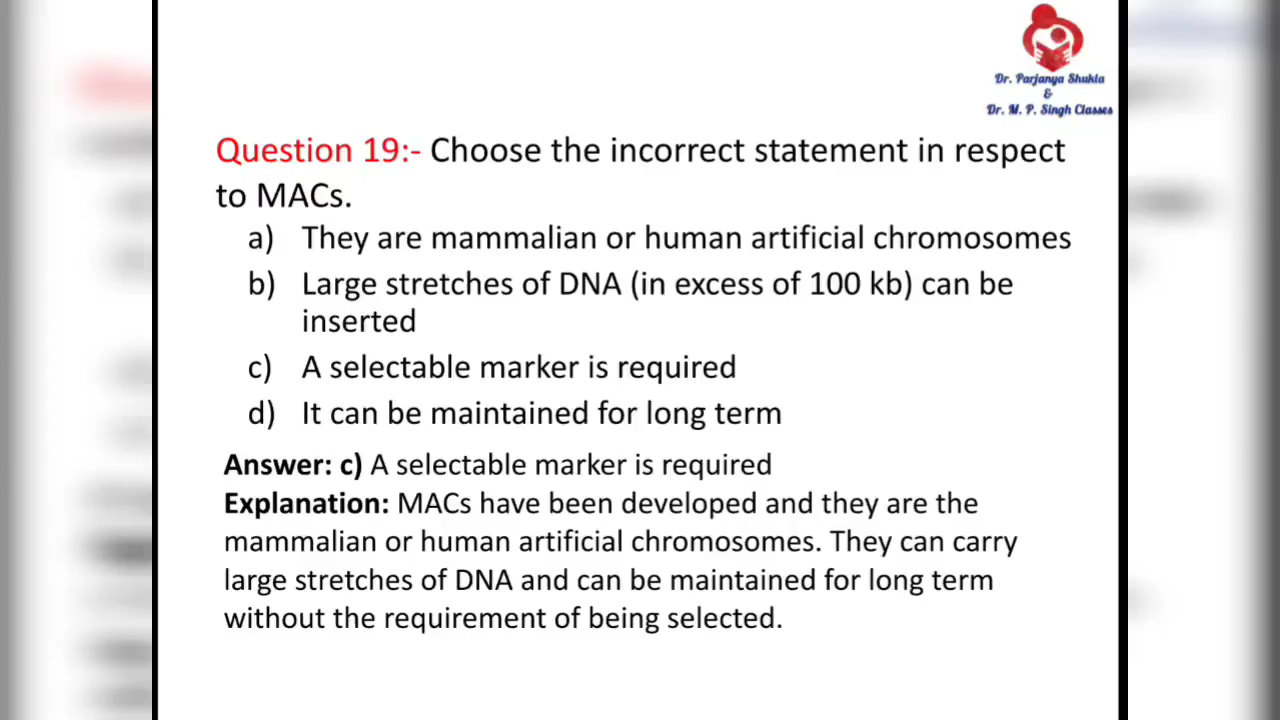 Dr. Parjanya Shukla
&
Dr. M. P. Singh Classes
Question 19:- Choose the incorrect statement in respect
to MACs.
a) They are mammalian or human artificial chromosomes
b) Large stretches of DNA (in excess of 100 kb) can be
inserted
c) A selectable marker is required
d) It can be maintained for long term
Answer: c) A selectable marker is required
Explanation: MACs have been developed and they are the
mammalian or human artificial chromosomes. They can carry
large stretches of DNA and can be maintained for long term
without the requirement of being selected.